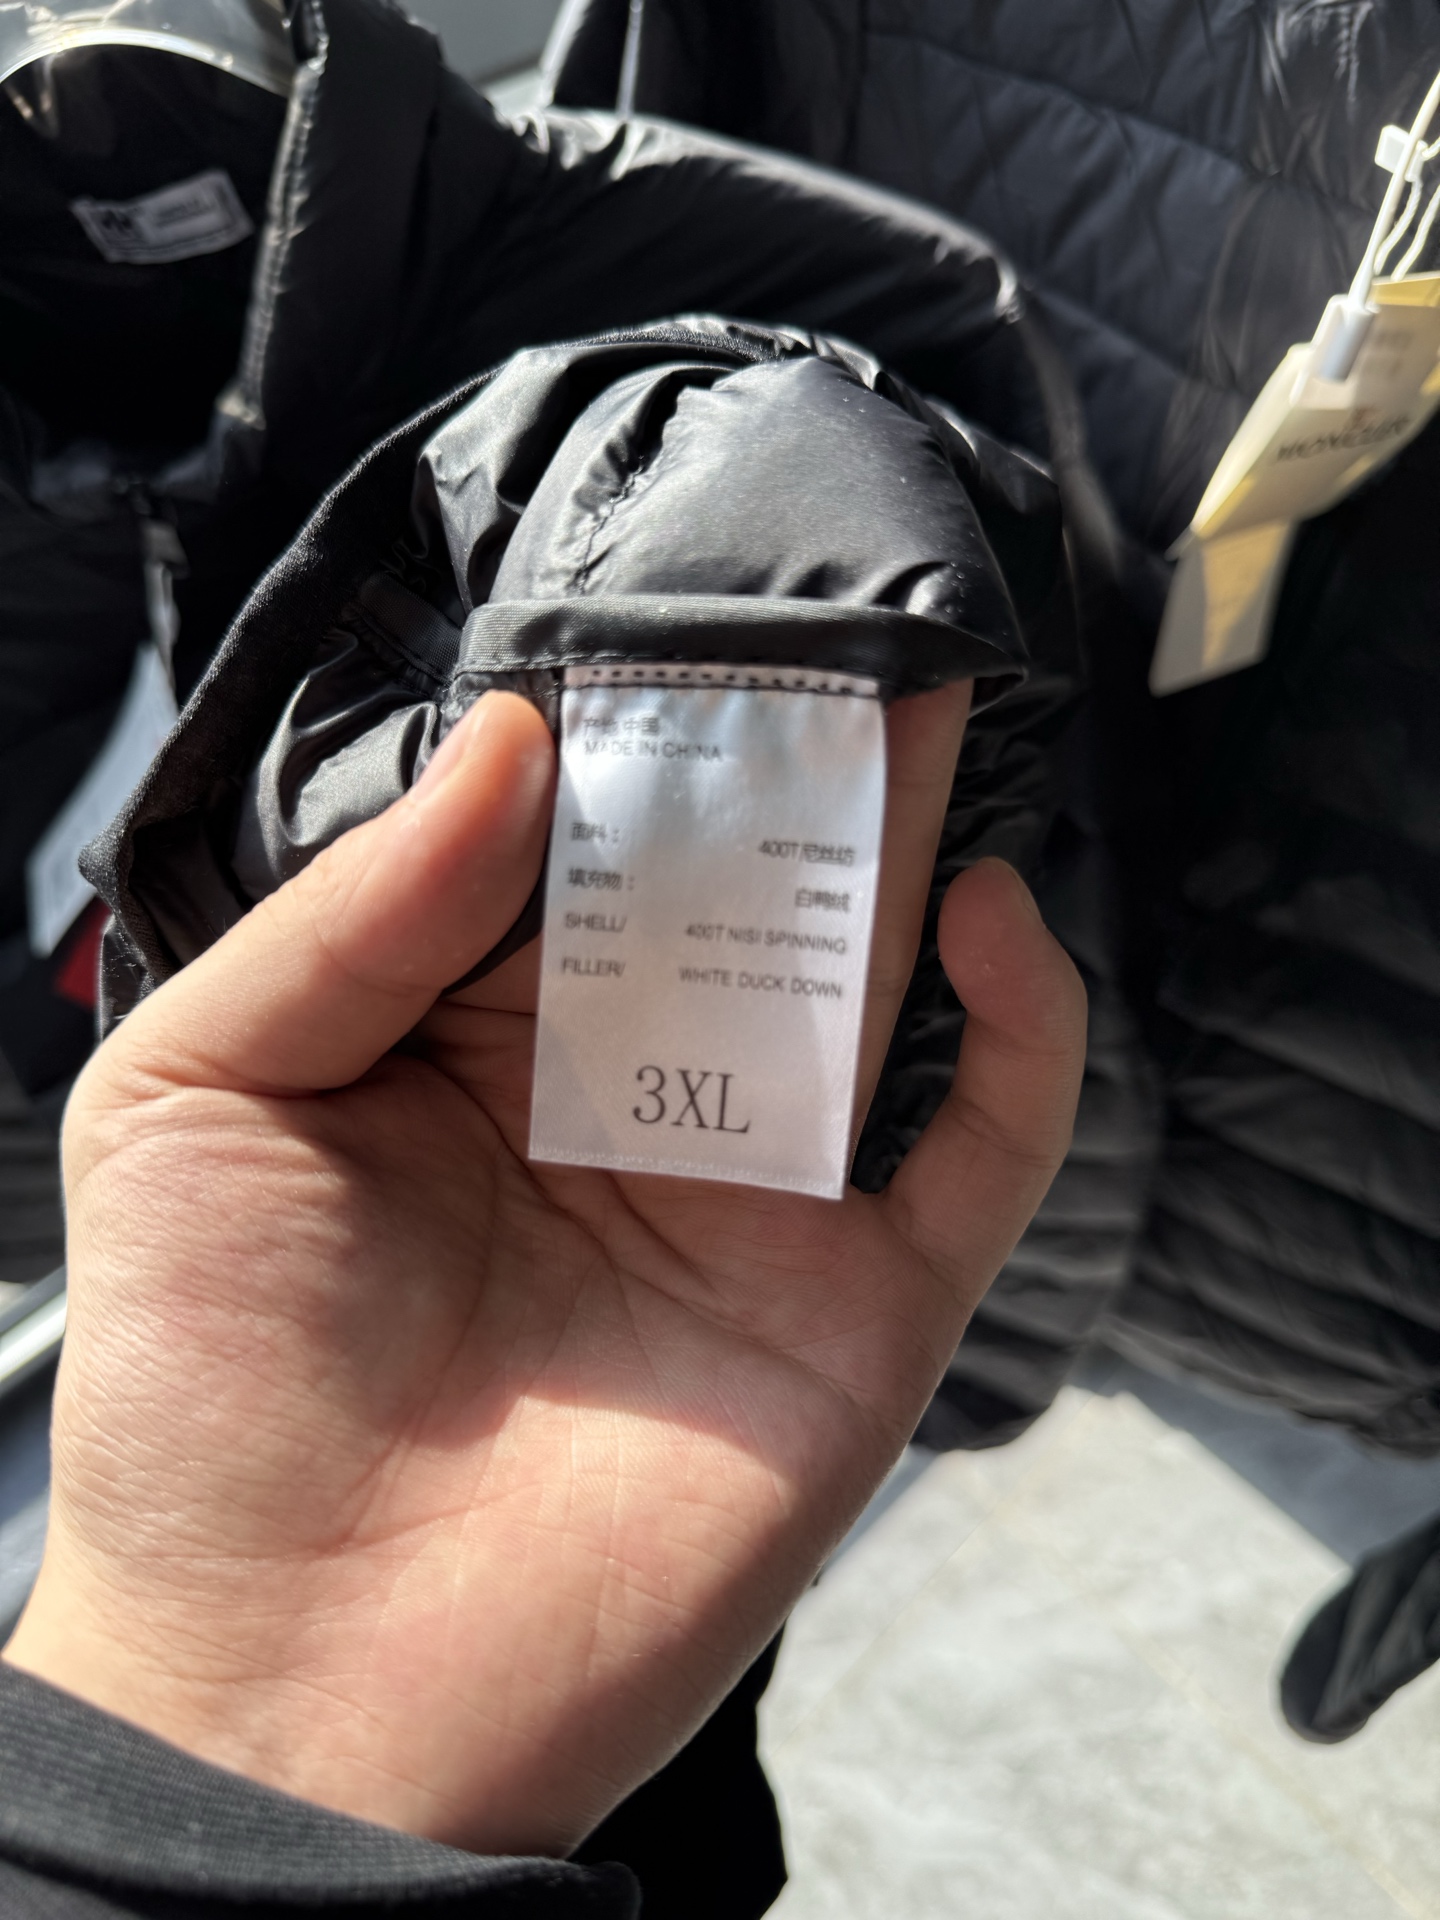 产地 中国
MADE IN CHINA
面料： 400T尼丝纺
填充物： 白鸭绒
SHELL/ 400T NISI SPINNING
FILLER/ WHITE DUCK DOWN
3XL
MONCLER